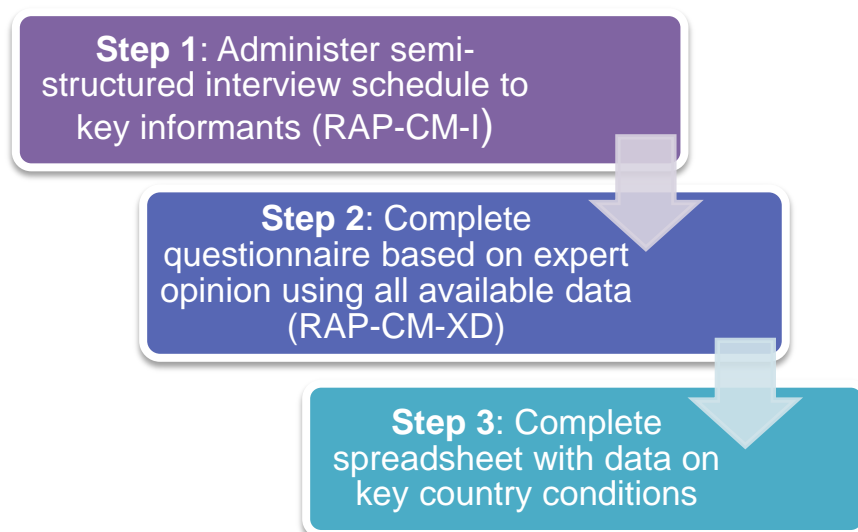 Step 1: Administer semi-
structured interview schedule to
key informants (RAP-CM-I)
Step 2: Complete
questionnaire based on expert
opinion using all available data
(RAP-CM-XD)
Step 3: Complete
spreadsheet with data on
key country conditions